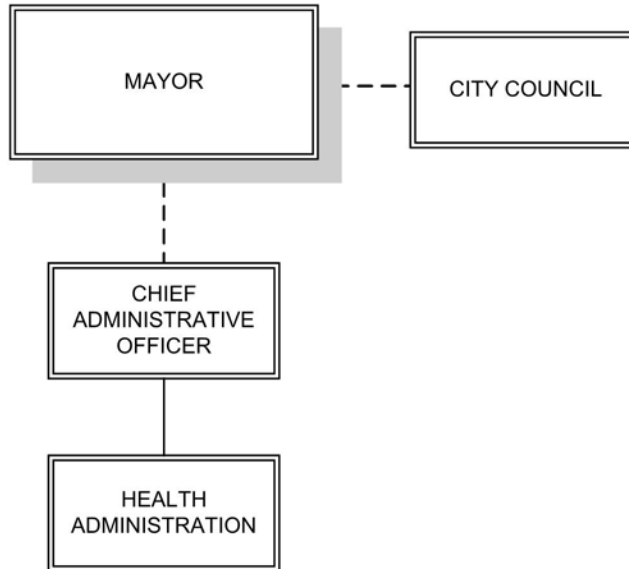 MAYOR
CITY COUNCIL
CHIEF
ADMINISTRATIVE
OFFICER
HEALTH
ADMINISTRATION